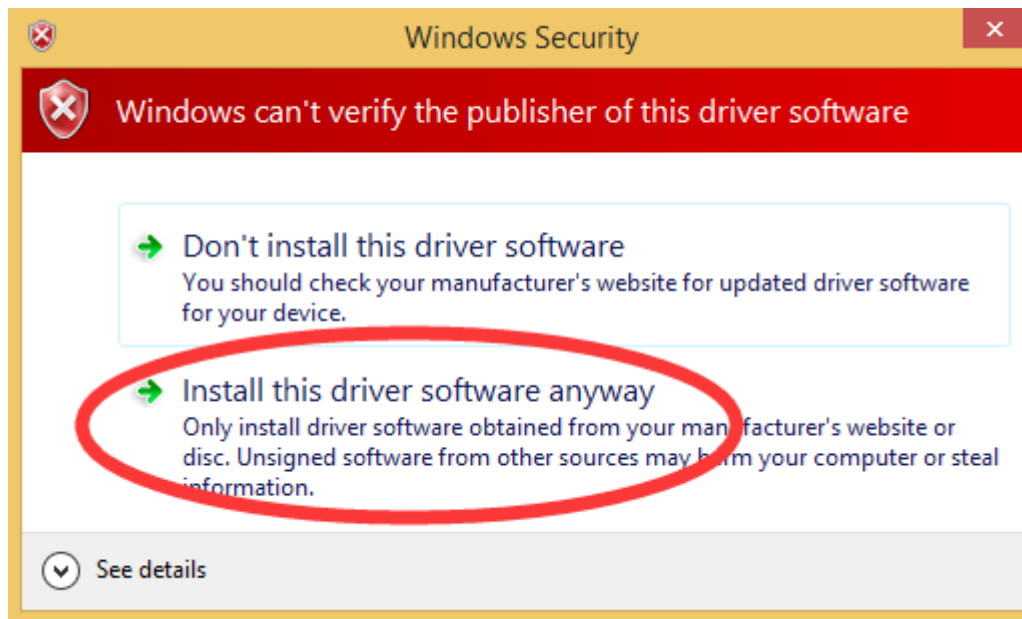 Windows Security
Windows can't verify the publisher of this driver software
Don't install this driver software
You should check your manufacturer's website for updated driver software
for your device.
Install this driver software anyway
Only install driver software obtained from your manufacturer's website or
disc. Unsigned software from other sources may harm your computer or steal
information.
See details